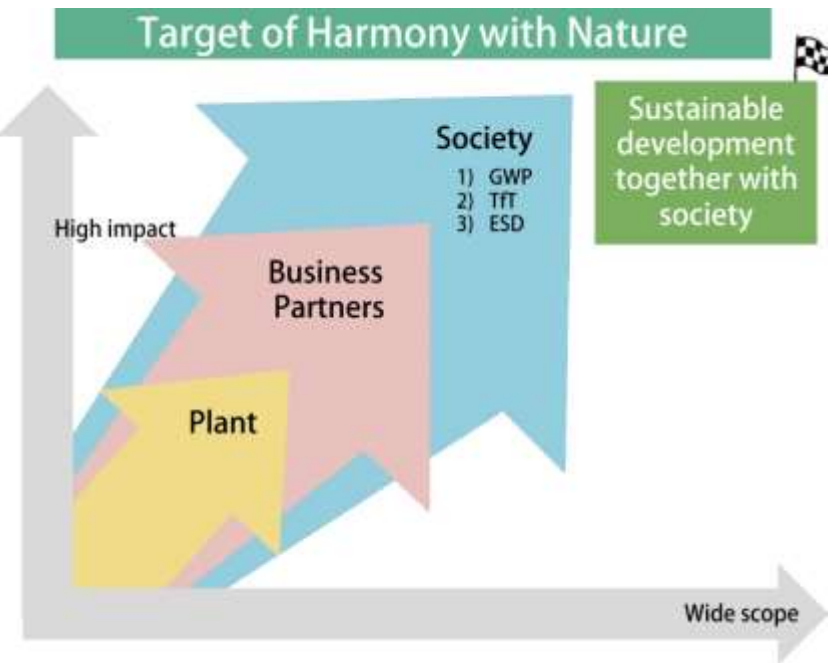 Target of Harmony with Nature
Sustainable
development
together with
society
Society
1) GWP
2) TfT
3) ESD
High impact
Business
Partners
Plant
Wide scope